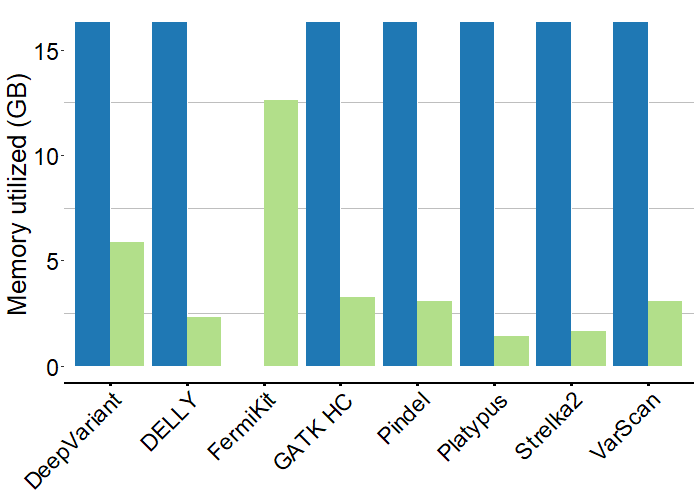 Memory utilized (GB)
15
10
5
0
DeepVariant
DELLY
FermiKit
GATK HC
Pindel
Platypus
Strelka2
VarScan